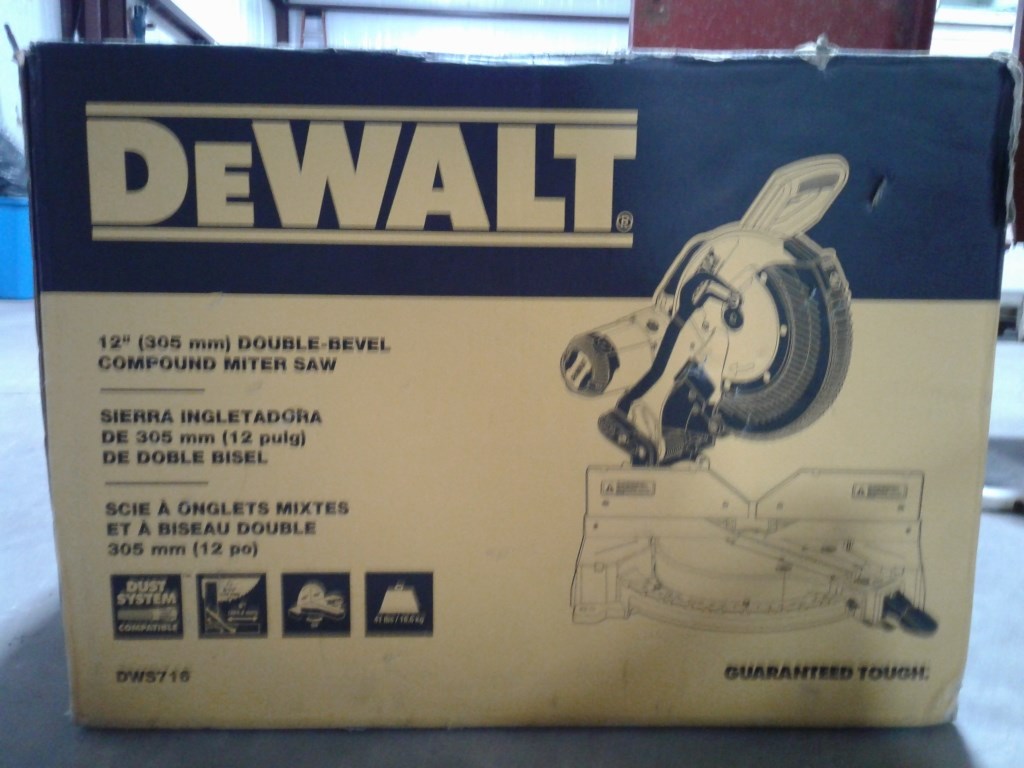 DEWALT®
12" (305 mm) DOUBLE-BEVEL
COMPOUND MITER SAW
SIERRA INGLETADORA
DE 305 mm (12 pulg)
DE DOBLE BISEL
SCIE À ONGLETS MIXTES
ET À BISEAU DOUBLE
305 mm (12 po)
DUST
SYSTEM
COMPATIBLE
DWS716
GUARANTEED TOUGH.